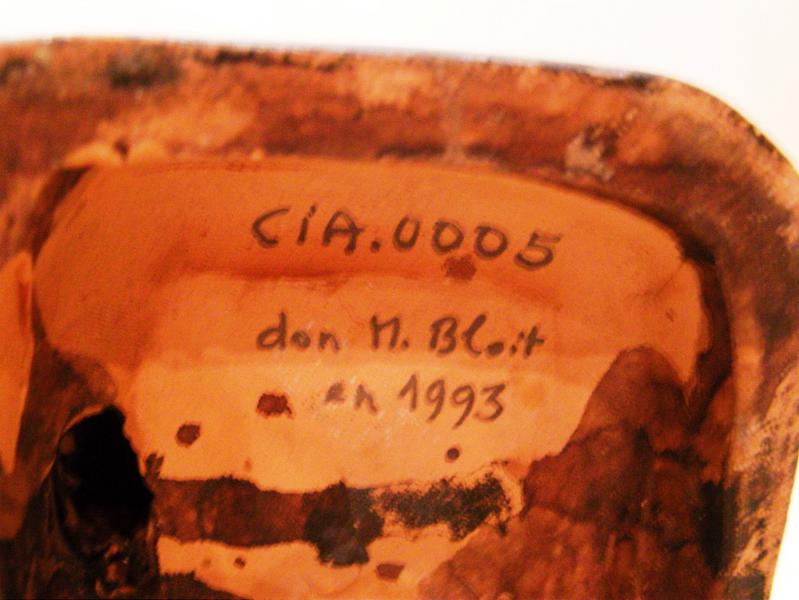 CiA.0005
don M. Bloit
en 1993